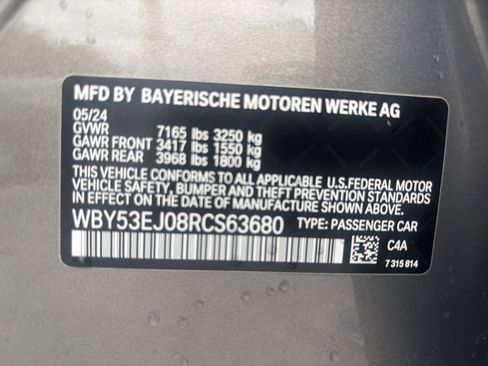 MFD BY BAYERISCHE MOTOREN WERKE AG
05/24
GVWR 7165 lbs 3250 kg
GAWR FRONT 3417 lbs 1550 kg
GAWR REAR 3968 lbs 1800 kg
THIS VEHICLE CONFORMS TO ALL APPLICABLE U.S.FEDERAL MOTOR
VEHICLE SAFETY, BUMPER AND THEFT PREVENTION STANDARDS IN
EFFECT ON THE DATE OF MANUFACTURE SHOWN ABOVE.
WBY53EJ08RCS63680 TYPE: PASSENGER CAR
C4A
7 315 814